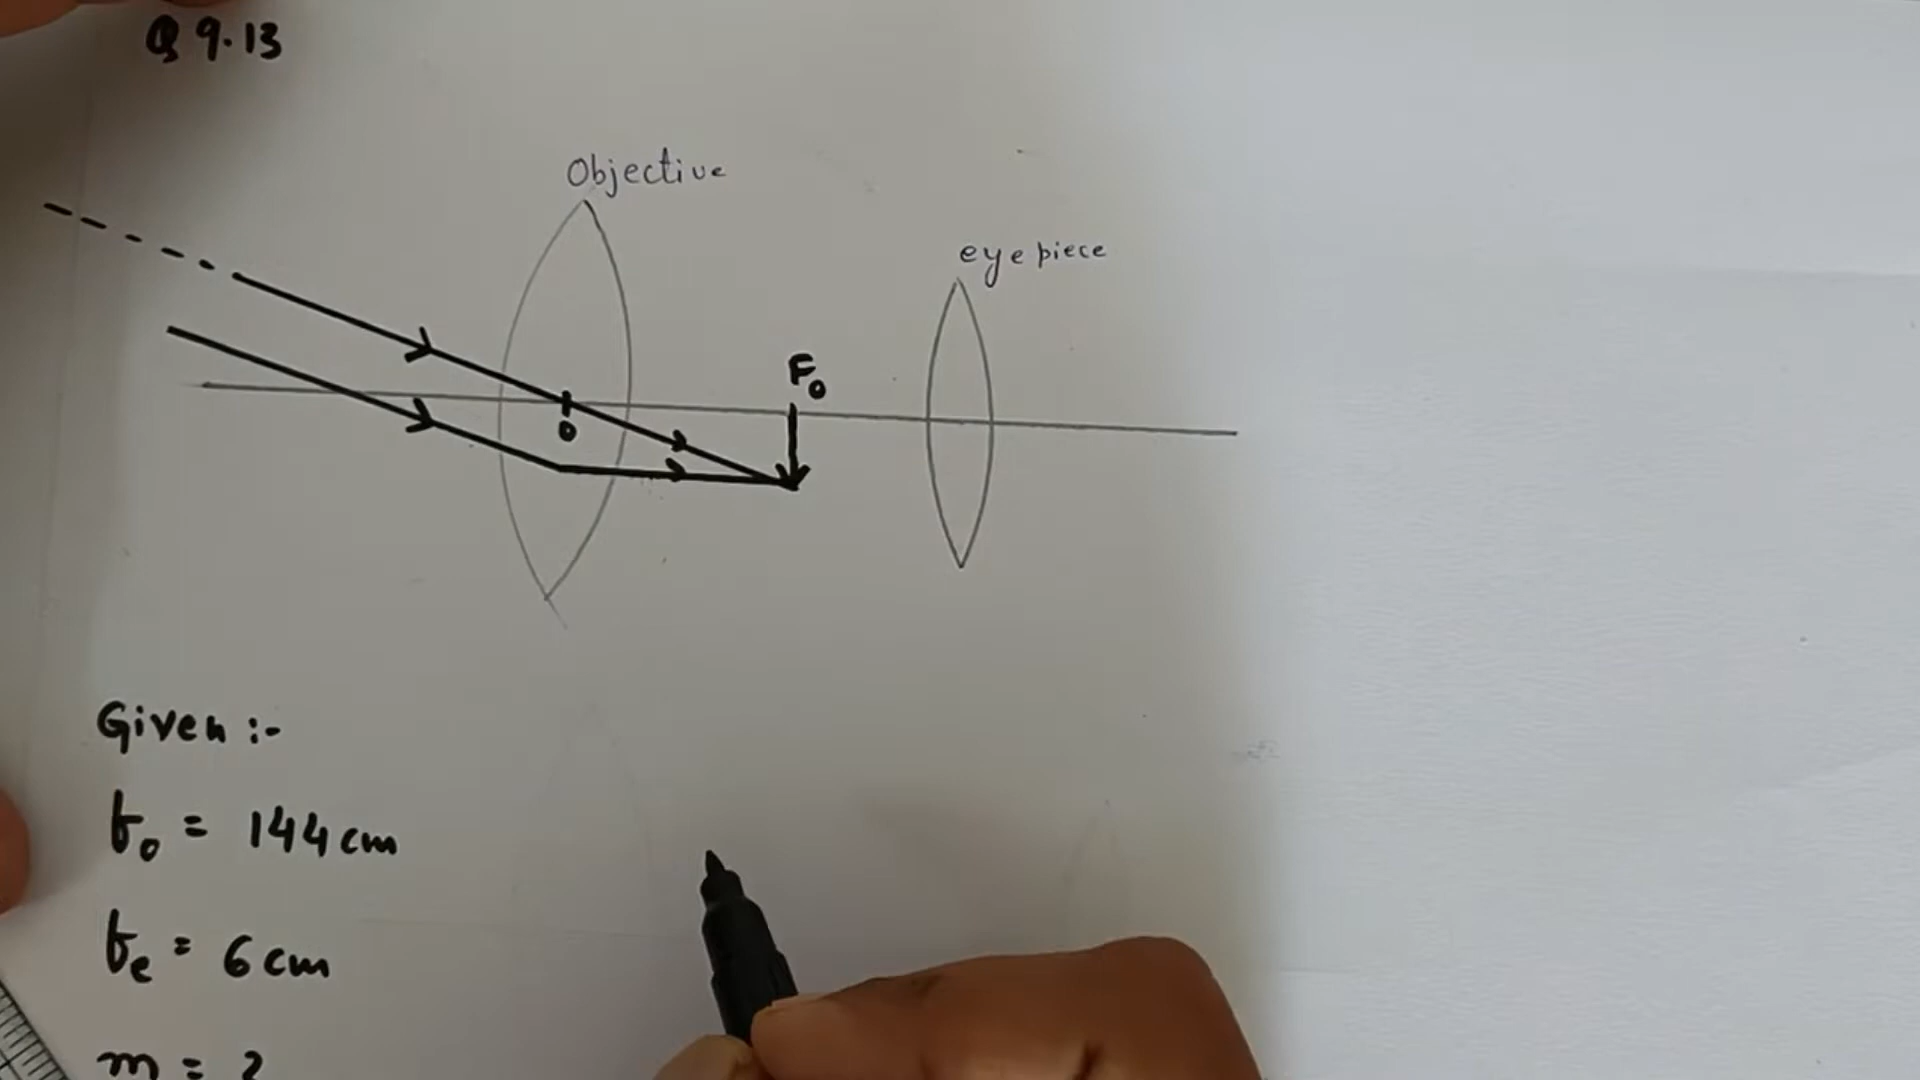 Q 9.13
Objective
eye piece
F₀
O
Given :-
f₀ = 144 cm
fₑ = 6 cm
m = ?